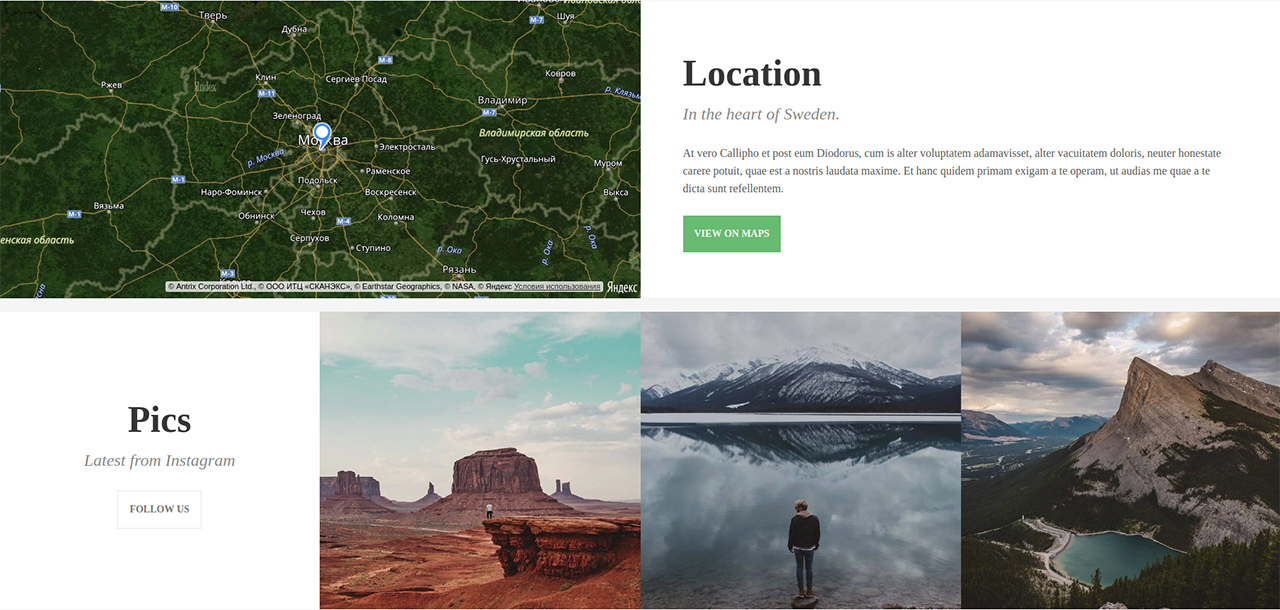 М-10
Тверь
Ивановская обл
М-7
Шуя
Дубна
М-8
Клин
Сергиев Посад
Ковров
Ржев
Яndex
М-11
р. Клязьм
Владимир
М-7
Зеленоград
Москва
Владимирская область
р. Москва
Электросталь
Гусь-Хрустальный
Муром
М-1
Подольск
Раменское
Наро-Фоминск
Воскресенск
Выкса
Вязьма
М-1
Обнинск
Чехов
М-4
Коломна
енская область
Серпухов
Ступино
р. Ока
р. Ока
р. Ока
М-3
Рязань
© Antrix Corporation Ltd., © ООО ИТЦ «СКАНЭКС», © Earthstar Geographics, © NASA, © Яндекс Условия использования
Яндекс
Location
In the heart of Sweden.
At vero Callipho et post eum Diodorus, cum is alter voluptatem adamavisset, alter vacuitatem doloris, neuter honestate
carere potuit, quae est a nostris laudata maxime. Et hanc quidem primam exigam a te operam, ut audias me quae a te
dicta sunt refellentem.
VIEW ON MAPS
Pics
Latest from Instagram
FOLLOW US